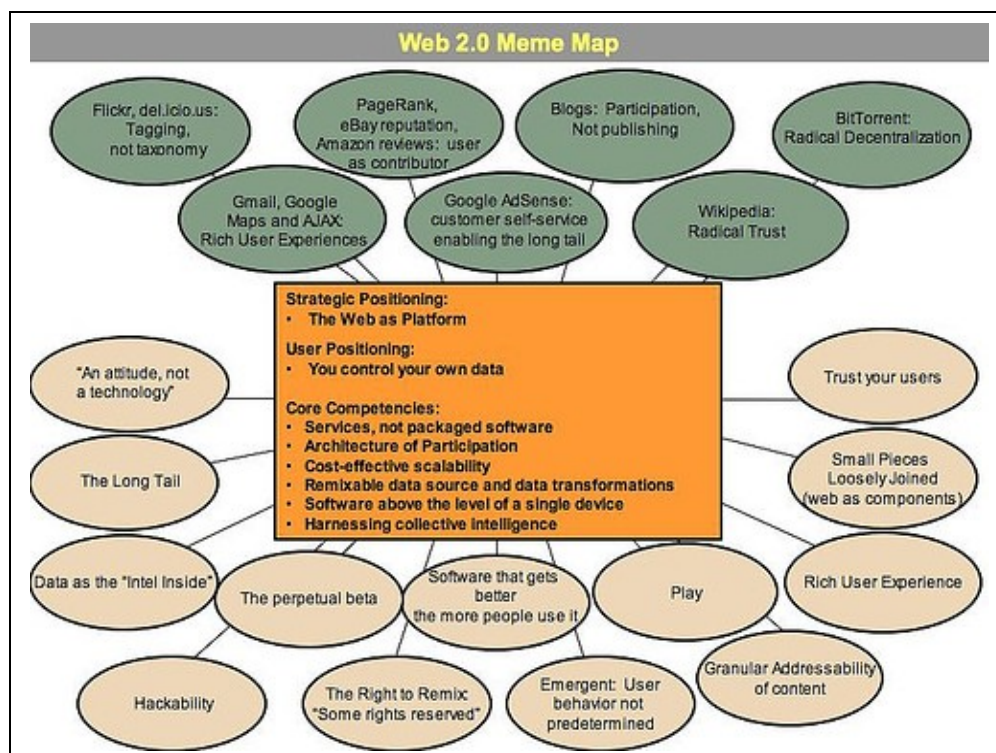 Web 2.0 Meme Map
Flickr, del.icio.us:
Tagging,
not taxonomy
PageRank,
eBay reputation,
Amazon reviews: user
as contributor
Blogs: Participation,
Not publishing
BitTorrent:
Radical Decentralization
Gmail, Google
Maps and AJAX:
Rich User Experiences
Google AdSense:
customer self-service
enabling the long tail
Wikipedia:
Radical Trust
Strategic Positioning:
• The Web as Platform
User Positioning:
• You control your own data
Core Competencies:
• Services, not packaged software
• Architecture of Participation
• Cost-effective scalability
• Remixable data source and data transformations
• Software above the level of a single device
• Harnessing collective intelligence
“An attitude, not
a technology”
Trust your users
The Long Tail
Small Pieces
Loosely Joined
(web as components)
Data as the “Intel Inside”
The perpetual beta
Software that gets
better
the more people use it
Play
Rich User Experience
Hackability
The Right to Remix:
“Some rights reserved”
Emergent: User
behavior not
predetermined
Granular Addressability
of content